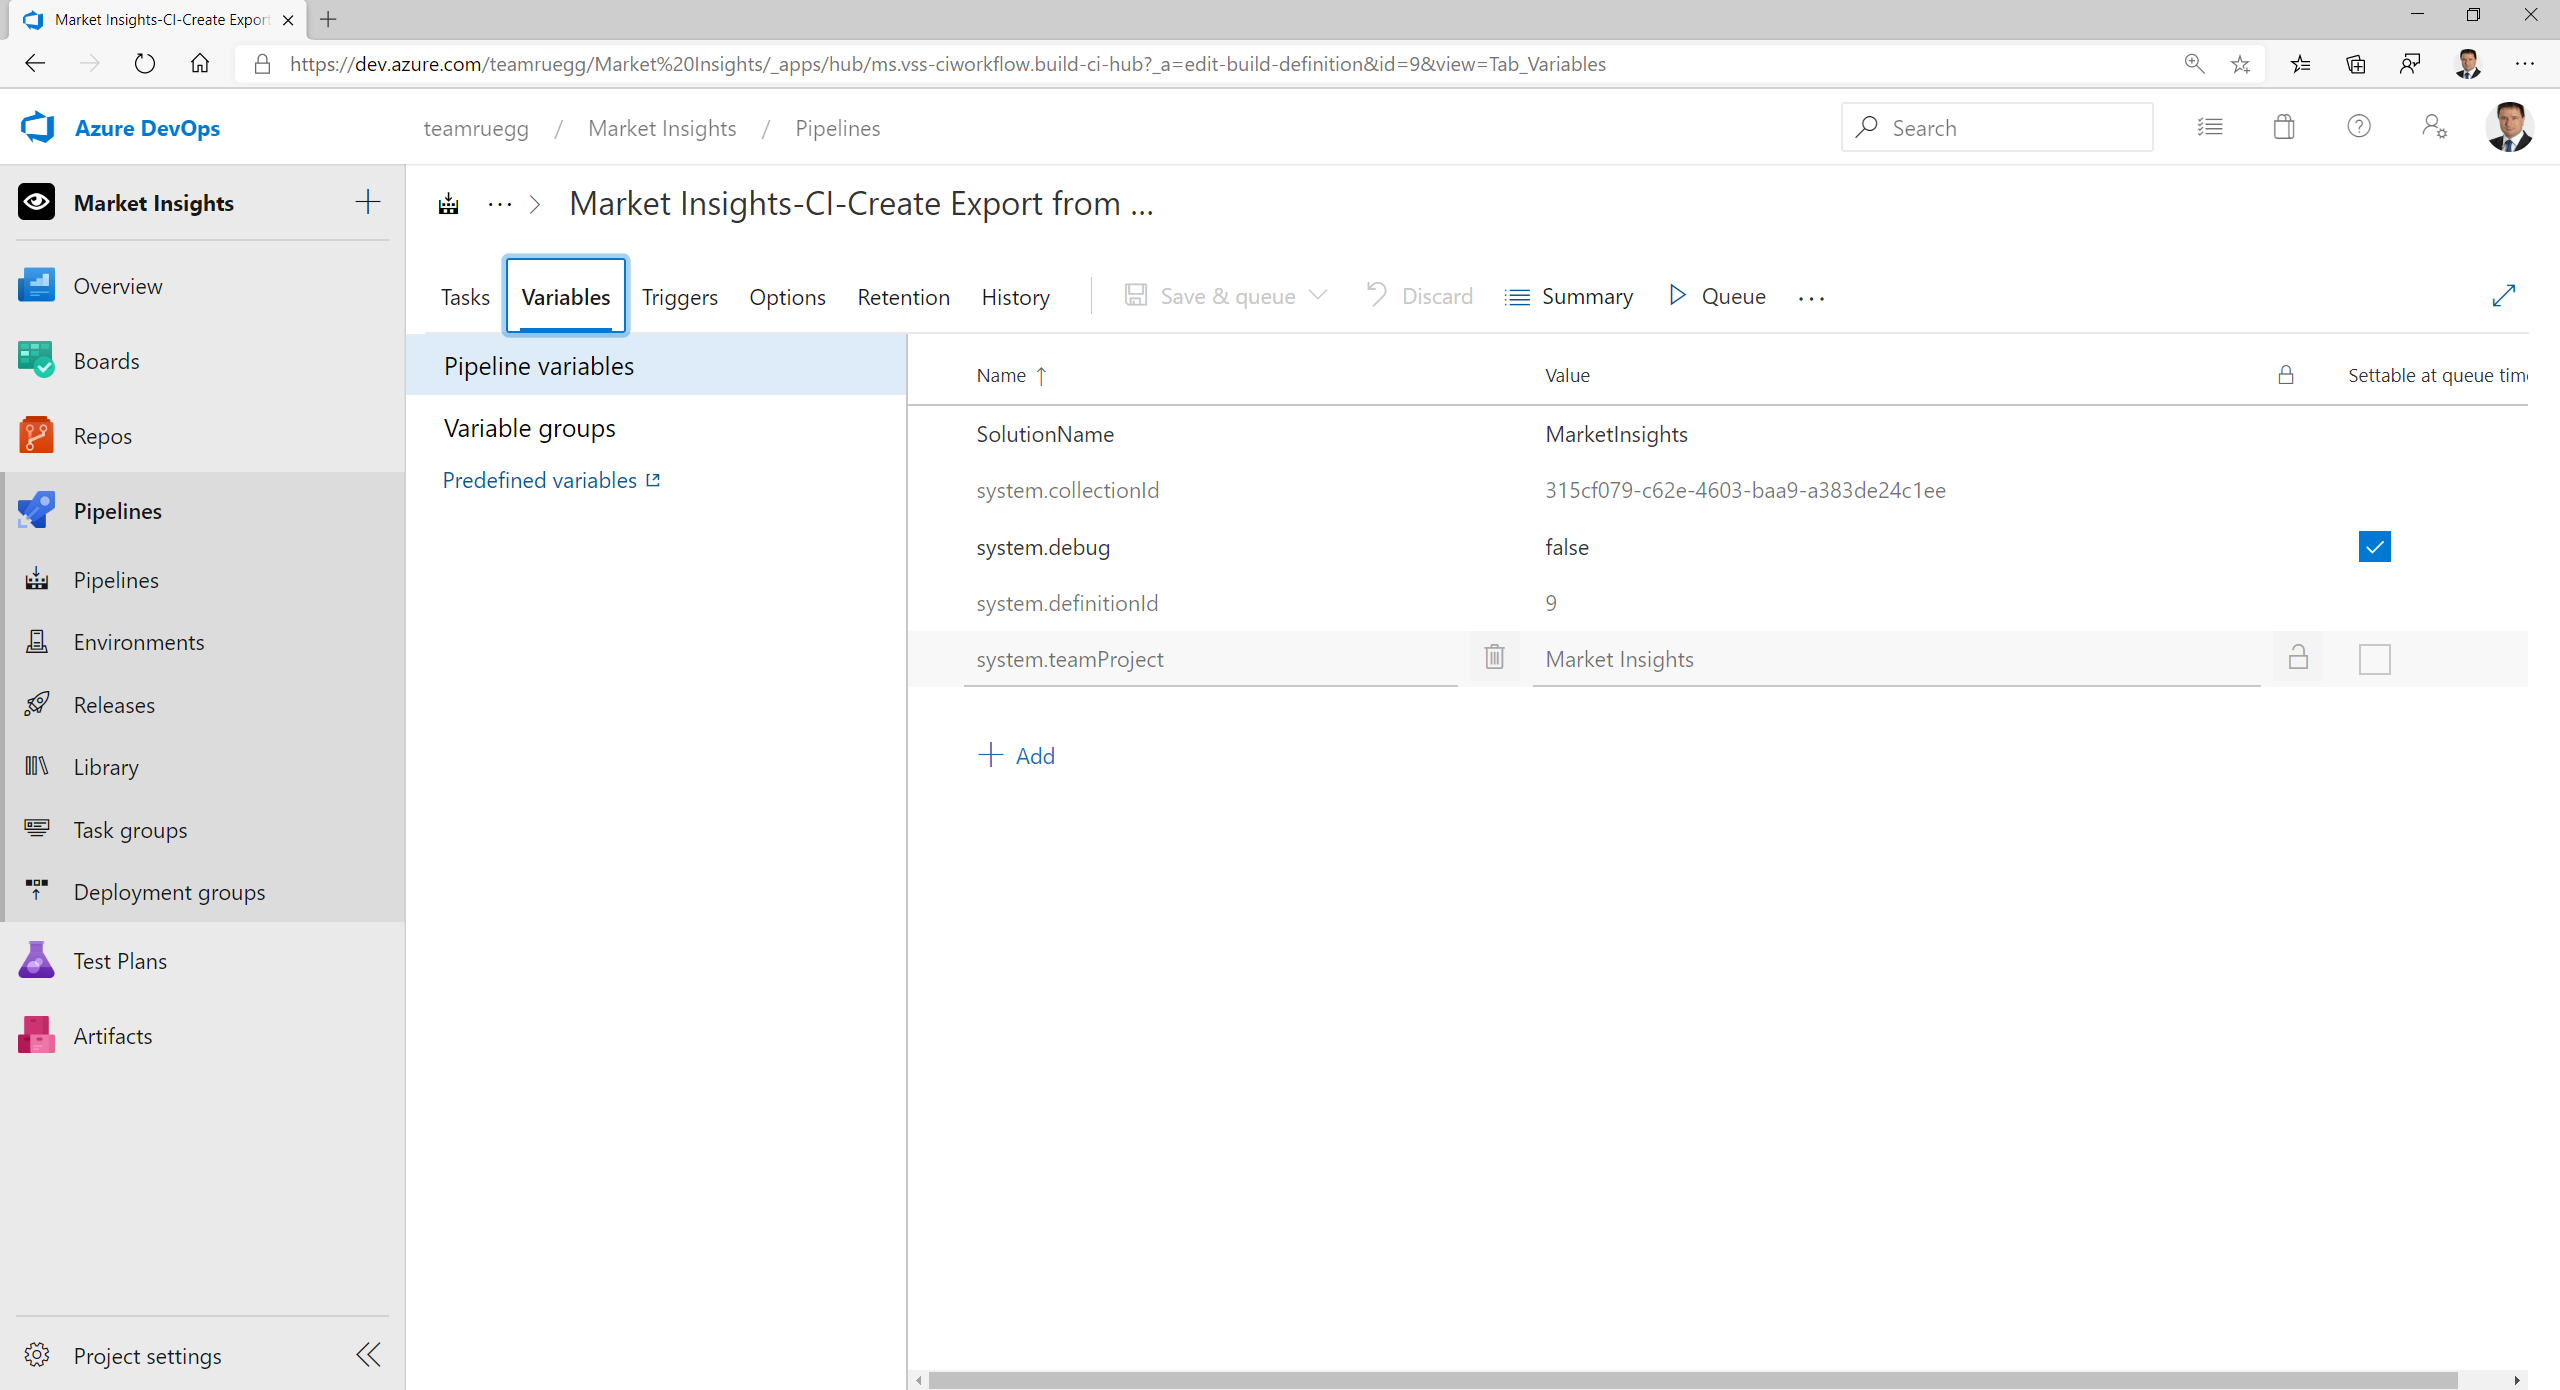 Market Insights-CI-Create Export
https://dev.azure.com/teamruegg/Market%20Insights/_apps/hub/ms.vss-ciworkflow.build-ci-hub?_a=edit-build-definition&id=9&view=Tab_Variables
Azure DevOps
teamruegg / Market Insights / Pipelines
Search
Market Insights
Overview
Boards
Repos
Pipelines
Pipelines
Environments
Releases
Library
Task groups
Deployment groups
Test Plans
Artifacts
Project settings
··· > Market Insights-CI-Create Export from ...
Tasks Variables Triggers Options Retention History Save & queue Discard Summary Queue ...
Pipeline variables
Variable groups
Predefined variables
Name ↑ Value Settable at queue time
SolutionName MarketInsights
system.collectionId 315cf079-c62e-4603-baa9-a383de24c1ee
system.debug false
system.definitionId 9
system.teamProject Market Insights
+ Add